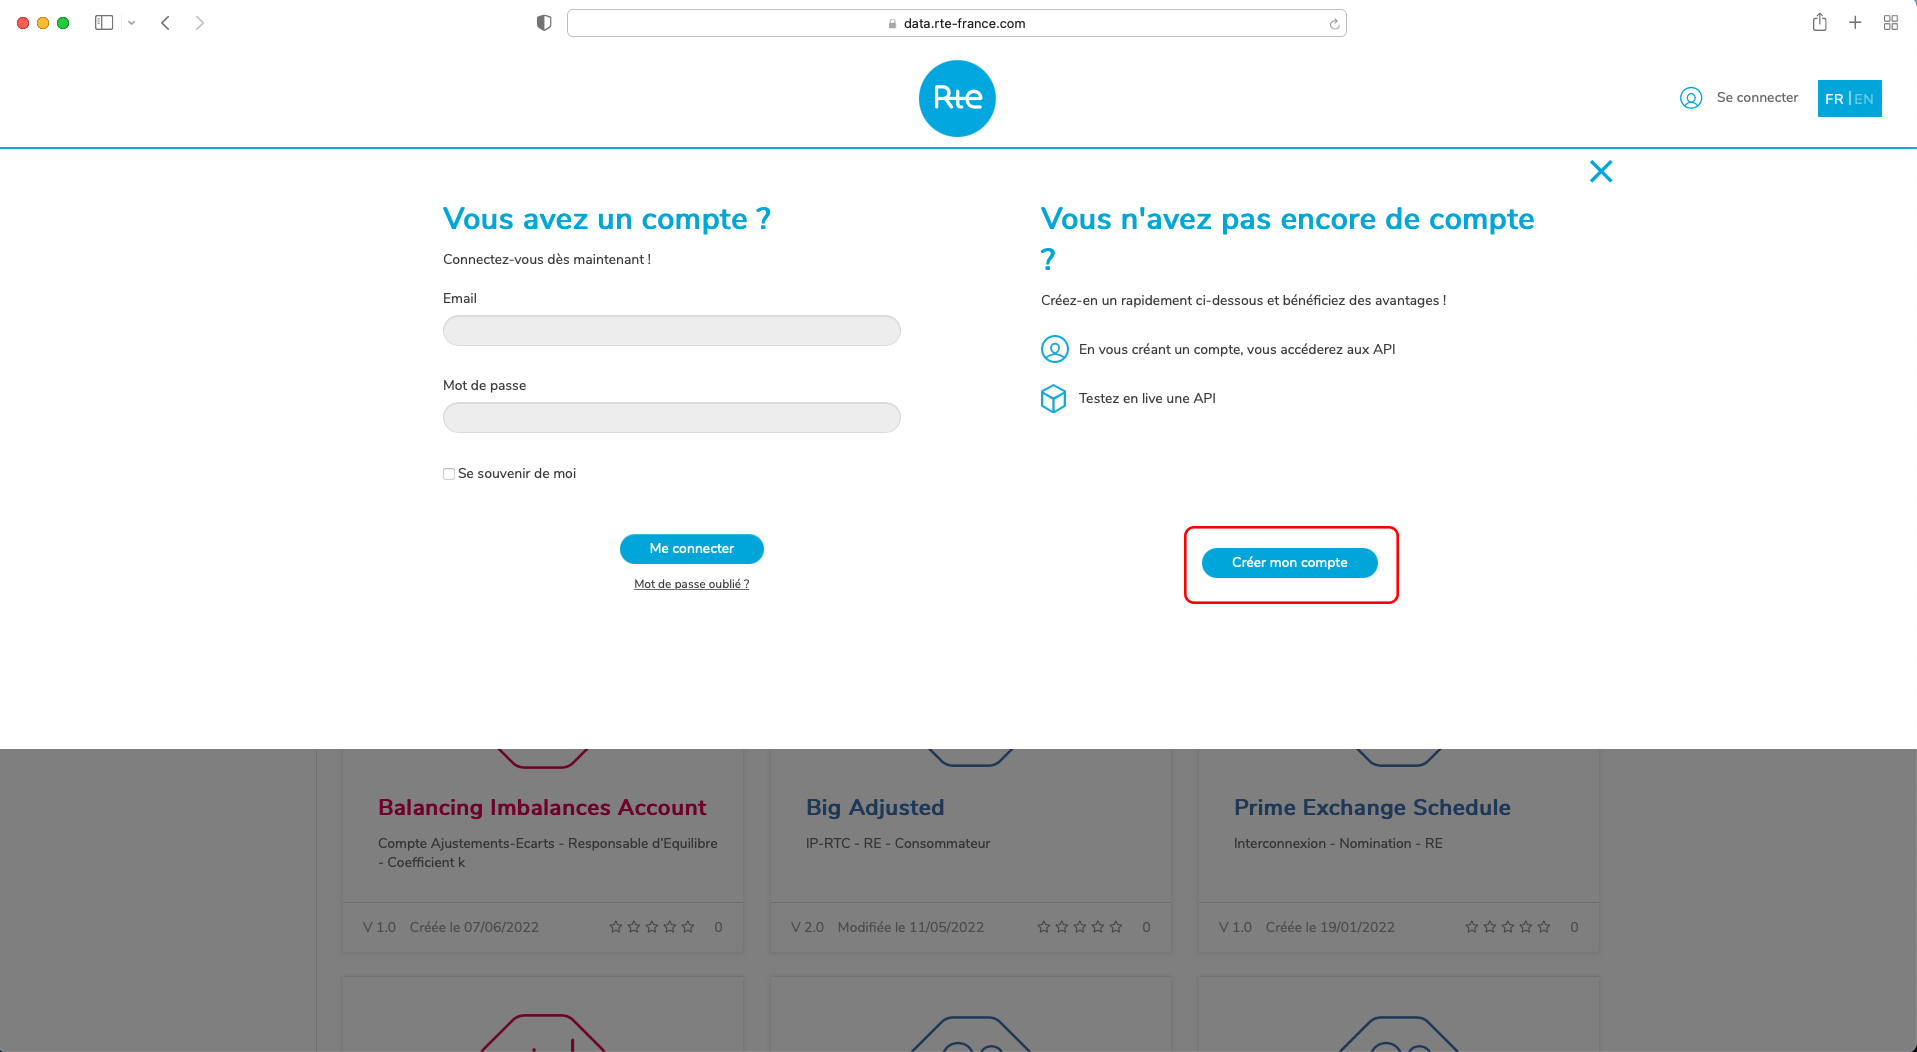 data.rte-france.com
Rte
Se connecter
FR | EN
Vous avez un compte ?
Connectez-vous dès maintenant !
Email
Mot de passe
Se souvenir de moi
Me connecter
Mot de passe oublié ?
Vous n'avez pas encore de compte
?
Créez-en un rapidement ci-dessous et bénéficiez des avantages !
En vous créant un compte, vous accéderez aux API
Testez en live une API
Créer mon compte
Balancing Imbalances Account
Compte Ajustements-Ecarts - Responsable d'Equilibre
- Coefficient k
V 1.0 Créée le 07/06/2022 0
Big Adjusted
IP-RTC - RE - Consommateur
V 2.0 Modifiée le 11/05/2022 0
Prime Exchange Schedule
Interconnexion - Nomination - RE
V 1.0 Créée le 19/01/2022 0